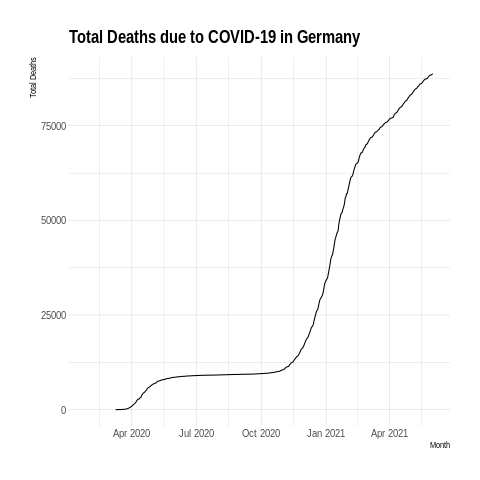 Total Deaths due to COVID-19 in Germany
Total Deaths
75000
50000
25000
0
Apr 2020 Jul 2020 Oct 2020 Jan 2021 Apr 2021
Month